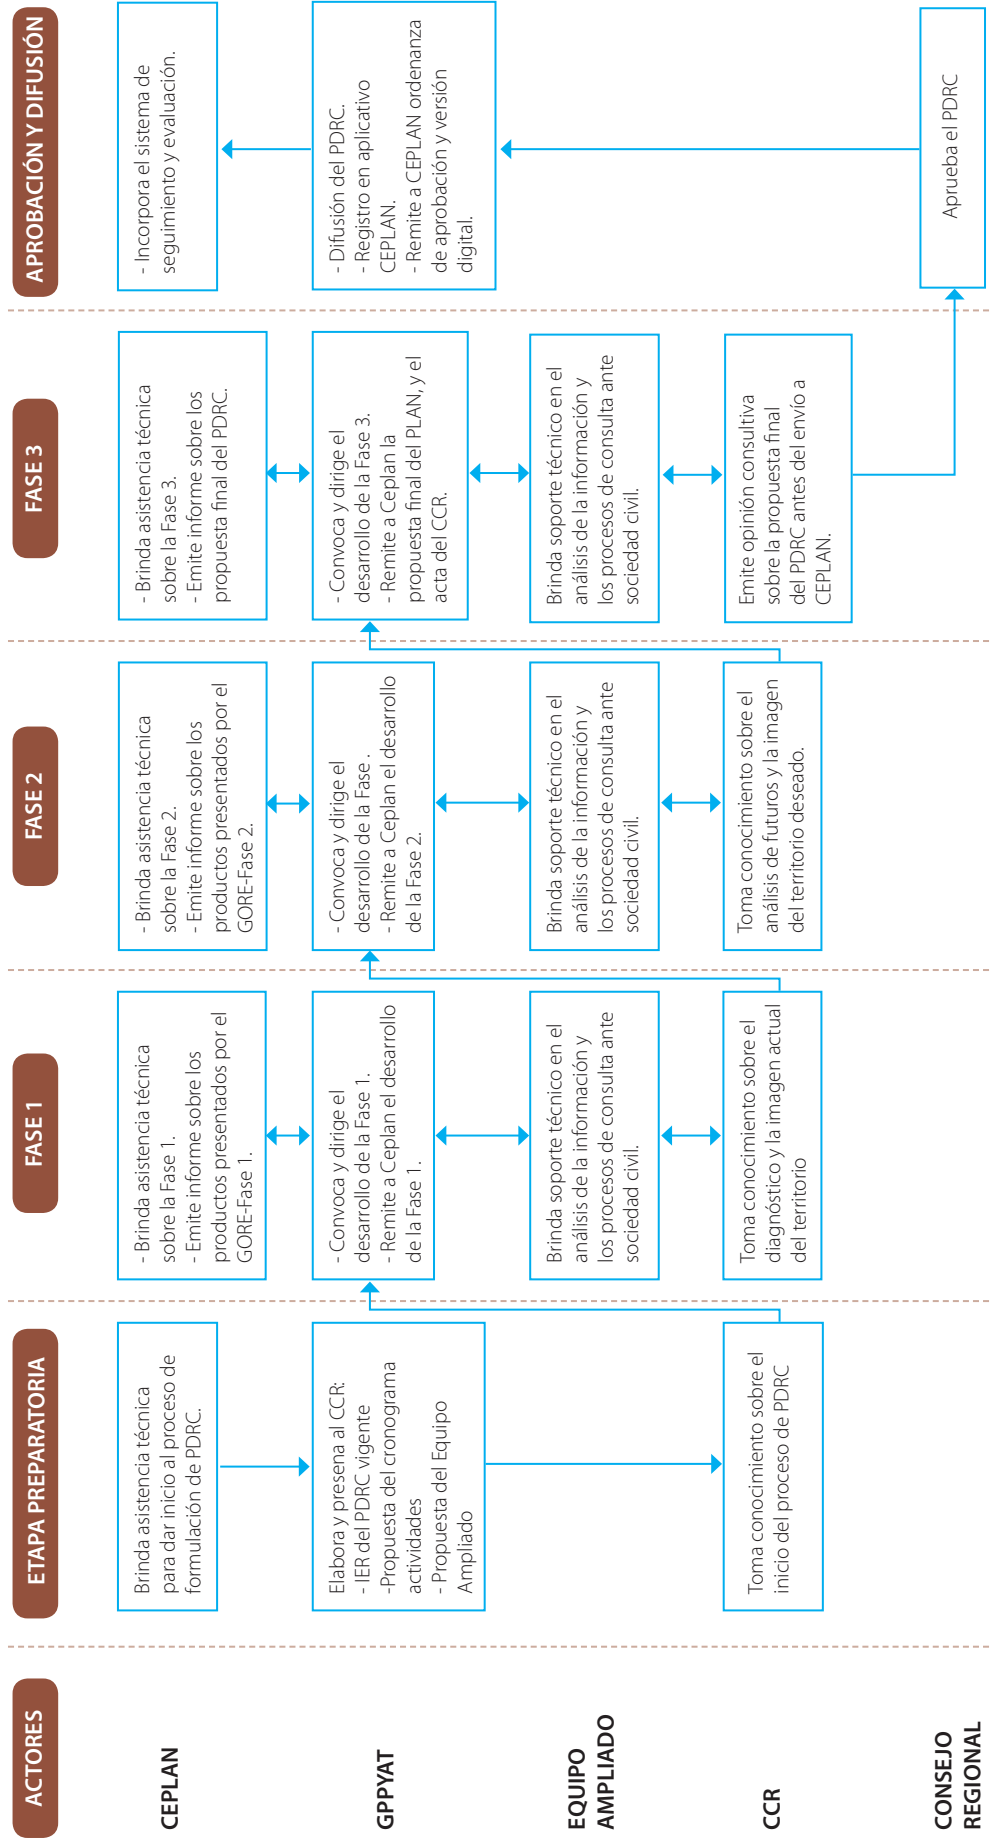 ACTORES
ETAPA PREPARATORIA
FASE 1
FASE 2
FASE 3
APROBACIÓN Y DIFUSIÓN
CEPLAN
Brinda asistencia técnica
para dar inicio al proceso de
formulación de PDRC.
- Brinda asistencia técnica
sobre la Fase 1.
- Emite informe sobre los
productos presentados por el
GORE-Fase 1.
- Brinda asistencia técnica
sobre la Fase 2.
- Emite informe sobre los
productos presentados por el
GORE-Fase 2.
- Brinda asistencia técnica
sobre la Fase 3.
- Emite informe sobre los
propuesta final del PDRC.
- Incorpora el sistema de
seguimiento y evaluación.
GPPYAT
Elabora y presena al CCR:
- IER del PDRC vigente
-Propuesta del cronograma
actividades
- Propuesta del Equipo
Ampliado
- Convoca y dirige el
desarrollo de la Fase 1.
- Remite a Ceplan el desarrollo
de la Fase 1.
- Convoca y dirige el
desarrollo de la Fase .
- Remite a Ceplan el desarrollo
de la Fase 2.
- Convoca y dirige el
desarrollo de la Fase 3.
- Remite a Ceplan la
propuesta final del PLAN, y el
acta del CCR.
- Difusión del PDRC.
- Registro en aplicativo
CEPLAN.
- Remite a CEPLAN ordenanza
de aprobación y versión
digital.
EQUIPO
AMPLIADO
Brinda soporte técnico en el
análisis de la información y
los procesos de consulta ante
sociedad civil.
Brinda soporte técnico en el
análisis de la información y
los procesos de consulta ante
sociedad civil.
Brinda soporte técnico en el
análisis de la información y
los procesos de consulta ante
sociedad civil.
CCR
Toma conocimiento sobre el
inicio del proceso de PDRC
Toma conocimiento sobre el
diagnóstico y la imagen actual
del territorio
Toma conocimiento sobre el
análisis de futuros y la imagen
del territorio deseado.
Emite opinión consultiva
sobre la propuesta final
del PDRC antes del envío a
CEPLAN.
CONSEJO
REGIONAL
Aprueba el PDRC